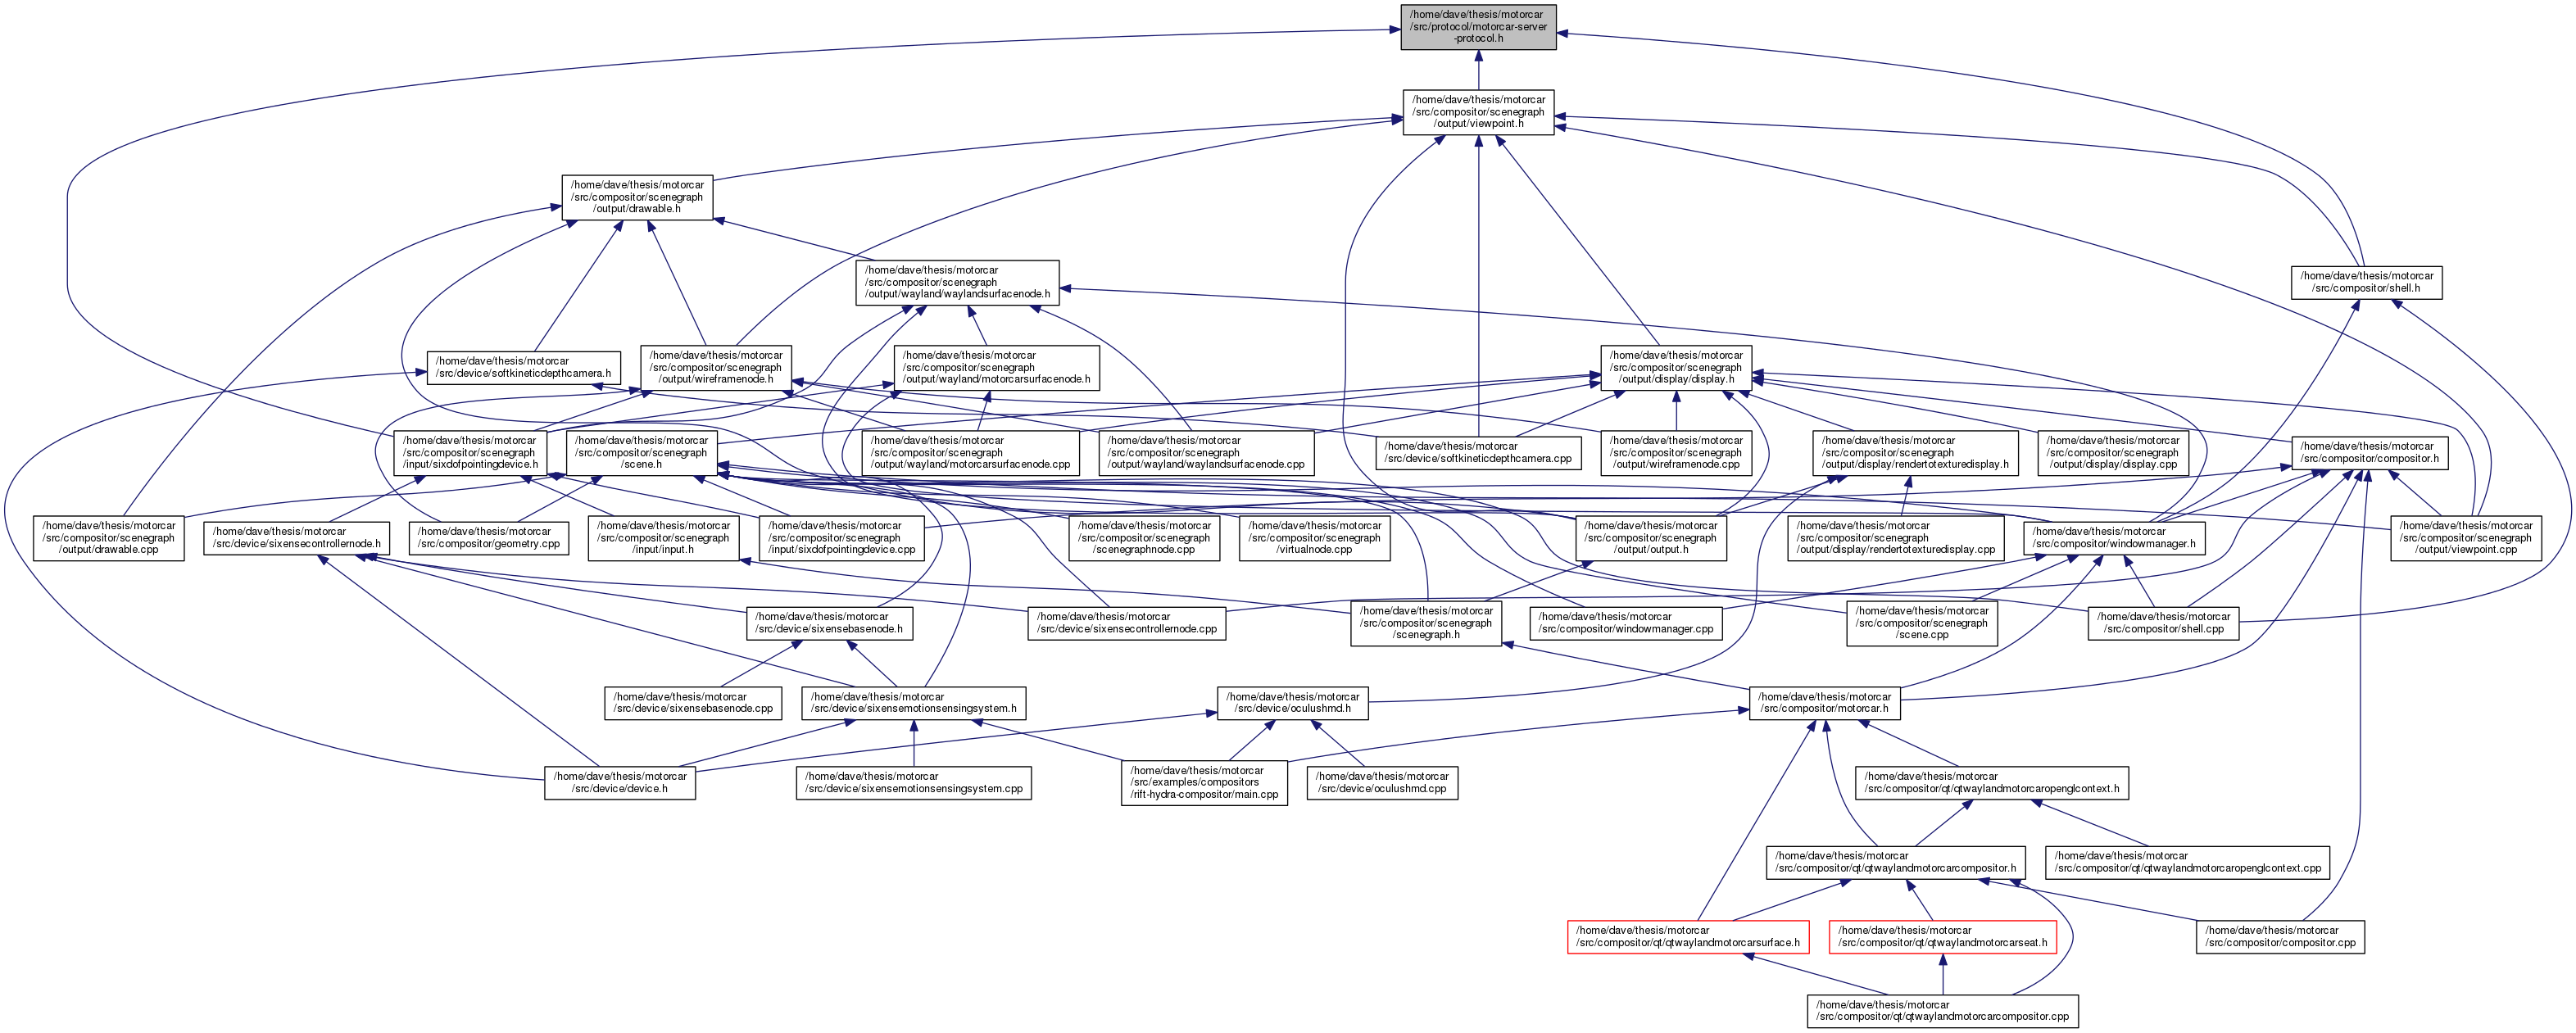 /home/dave/thesis/motorcar
/src/protocol/motorcar-server
-protocol.h
/home/dave/thesis/motorcar
/src/compositor/scenegraph
/output/viewpoint.h
/home/dave/thesis/motorcar
/src/compositor/scenegraph
/output/drawable.h
/home/dave/thesis/motorcar
/src/compositor/scenegraph
/output/wayland/waylandsurfacenode.h
/home/dave/thesis/motorcar
/src/compositor/shell.h
/home/dave/thesis/motorcar
/src/device/softkineticdepthcamera.h
/home/dave/thesis/motorcar
/src/compositor/scenegraph
/output/wireframenode.h
/home/dave/thesis/motorcar
/src/compositor/scenegraph
/output/wayland/motorcarsurfacenode.h
/home/dave/thesis/motorcar
/src/compositor/scenegraph
/output/display/display.h
/home/dave/thesis/motorcar
/src/compositor/scenegraph
/input/sixdofpointingdevice.h
/home/dave/thesis/motorcar
/src/compositor/scenegraph
/scene.h
/home/dave/thesis/motorcar
/src/compositor/scenegraph
/output/wayland/motorcarsurfacenode.cpp
/home/dave/thesis/motorcar
/src/compositor/scenegraph
/output/wayland/waylandsurfacenode.cpp
/home/dave/thesis/motorcar
/src/device/softkineticdepthcamera.cpp
/home/dave/thesis/motorcar
/src/compositor/scenegraph
/output/wireframenode.cpp
/home/dave/thesis/motorcar
/src/compositor/scenegraph
/output/display/rendertotexturedisplay.h
/home/dave/thesis/motorcar
/src/compositor/scenegraph
/output/display/display.cpp
/home/dave/thesis/motorcar
/src/compositor/compositor.h
/home/dave/thesis/motorcar
/src/compositor/scenegraph
/output/drawable.cpp
/home/dave/thesis/motorcar
/src/device/sixensecontrollernode.h
/home/dave/thesis/motorcar
/src/compositor/geometry.cpp
/home/dave/thesis/motorcar
/src/compositor/scenegraph
/input/input.h
/home/dave/thesis/motorcar
/src/compositor/scenegraph
/input/sixdofpointingdevice.cpp
/home/dave/thesis/motorcar
/src/compositor/scenegraph
/scenegraphnode.cpp
/home/dave/thesis/motorcar
/src/compositor/scenegraph
/virtualnode.cpp
/home/dave/thesis/motorcar
/src/compositor/scenegraph
/output/output.h
/home/dave/thesis/motorcar
/src/compositor/scenegraph
/output/display/rendertotexturedisplay.cpp
/home/dave/thesis/motorcar
/src/compositor/windowmanager.h
/home/dave/thesis/motorcar
/src/compositor/scenegraph
/output/viewpoint.cpp
/home/dave/thesis/motorcar
/src/device/sixensebasenode.h
/home/dave/thesis/motorcar
/src/device/sixensecontrollernode.cpp
/home/dave/thesis/motorcar
/src/compositor/scenegraph
/scenegraph.h
/home/dave/thesis/motorcar
/src/compositor/windowmanager.cpp
/home/dave/thesis/motorcar
/src/compositor/scenegraph
/scene.cpp
/home/dave/thesis/motorcar
/src/compositor/shell.cpp
/home/dave/thesis/motorcar
/src/device/sixensebasenode.cpp
/home/dave/thesis/motorcar
/src/device/sixensemotionsensingsystem.h
/home/dave/thesis/motorcar
/src/device/oculushmd.h
/home/dave/thesis/motorcar
/src/compositor/motorcar.h
/home/dave/thesis/motorcar
/src/device/device.h
/home/dave/thesis/motorcar
/src/device/sixensemotionsensingsystem.cpp
/home/dave/thesis/motorcar
/src/examples/compositors
/rift-hydra-compositor/main.cpp
/home/dave/thesis/motorcar
/src/device/oculushmd.cpp
/home/dave/thesis/motorcar
/src/compositor/qt/qtwaylandmotorcaropenglcontext.h
/home/dave/thesis/motorcar
/src/compositor/qt/qtwaylandmotorcarcompositor.h
/home/dave/thesis/motorcar
/src/compositor/qt/qtwaylandmotorcaropenglcontext.cpp
/home/dave/thesis/motorcar
/src/compositor/qt/qtwaylandmotorcarsurface.h
/home/dave/thesis/motorcar
/src/compositor/qt/qtwaylandmotorcarseat.h
/home/dave/thesis/motorcar
/src/compositor/compositor.cpp
/home/dave/thesis/motorcar
/src/compositor/qt/qtwaylandmotorcarcompositor.cpp